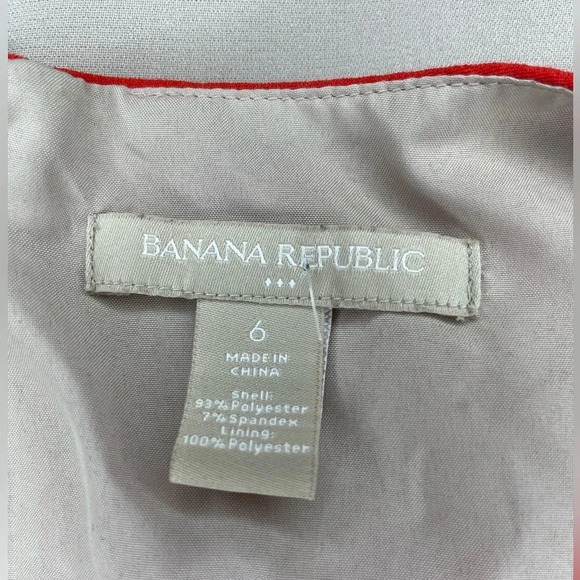 BANANA REPUBLIC
6
MADE IN
CHINA
Shell:
93% Polyester
7% Spandex
Lining:
100% Polyester